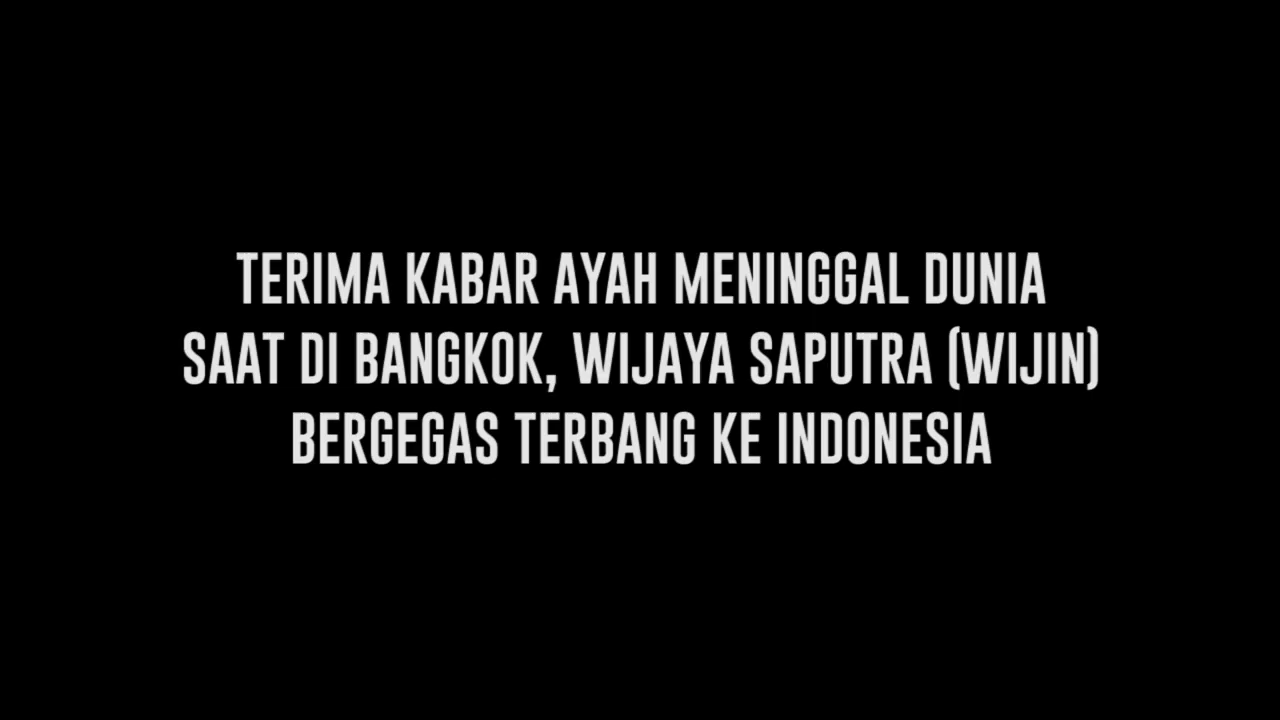 TERIMA KABAR AYAH MENINGGAL DUNIA
SAAT DI BANGKOK, WIJAYA SAPUTRA (WIJIN)
BERGEGAS TERBANG KE INDONESIA